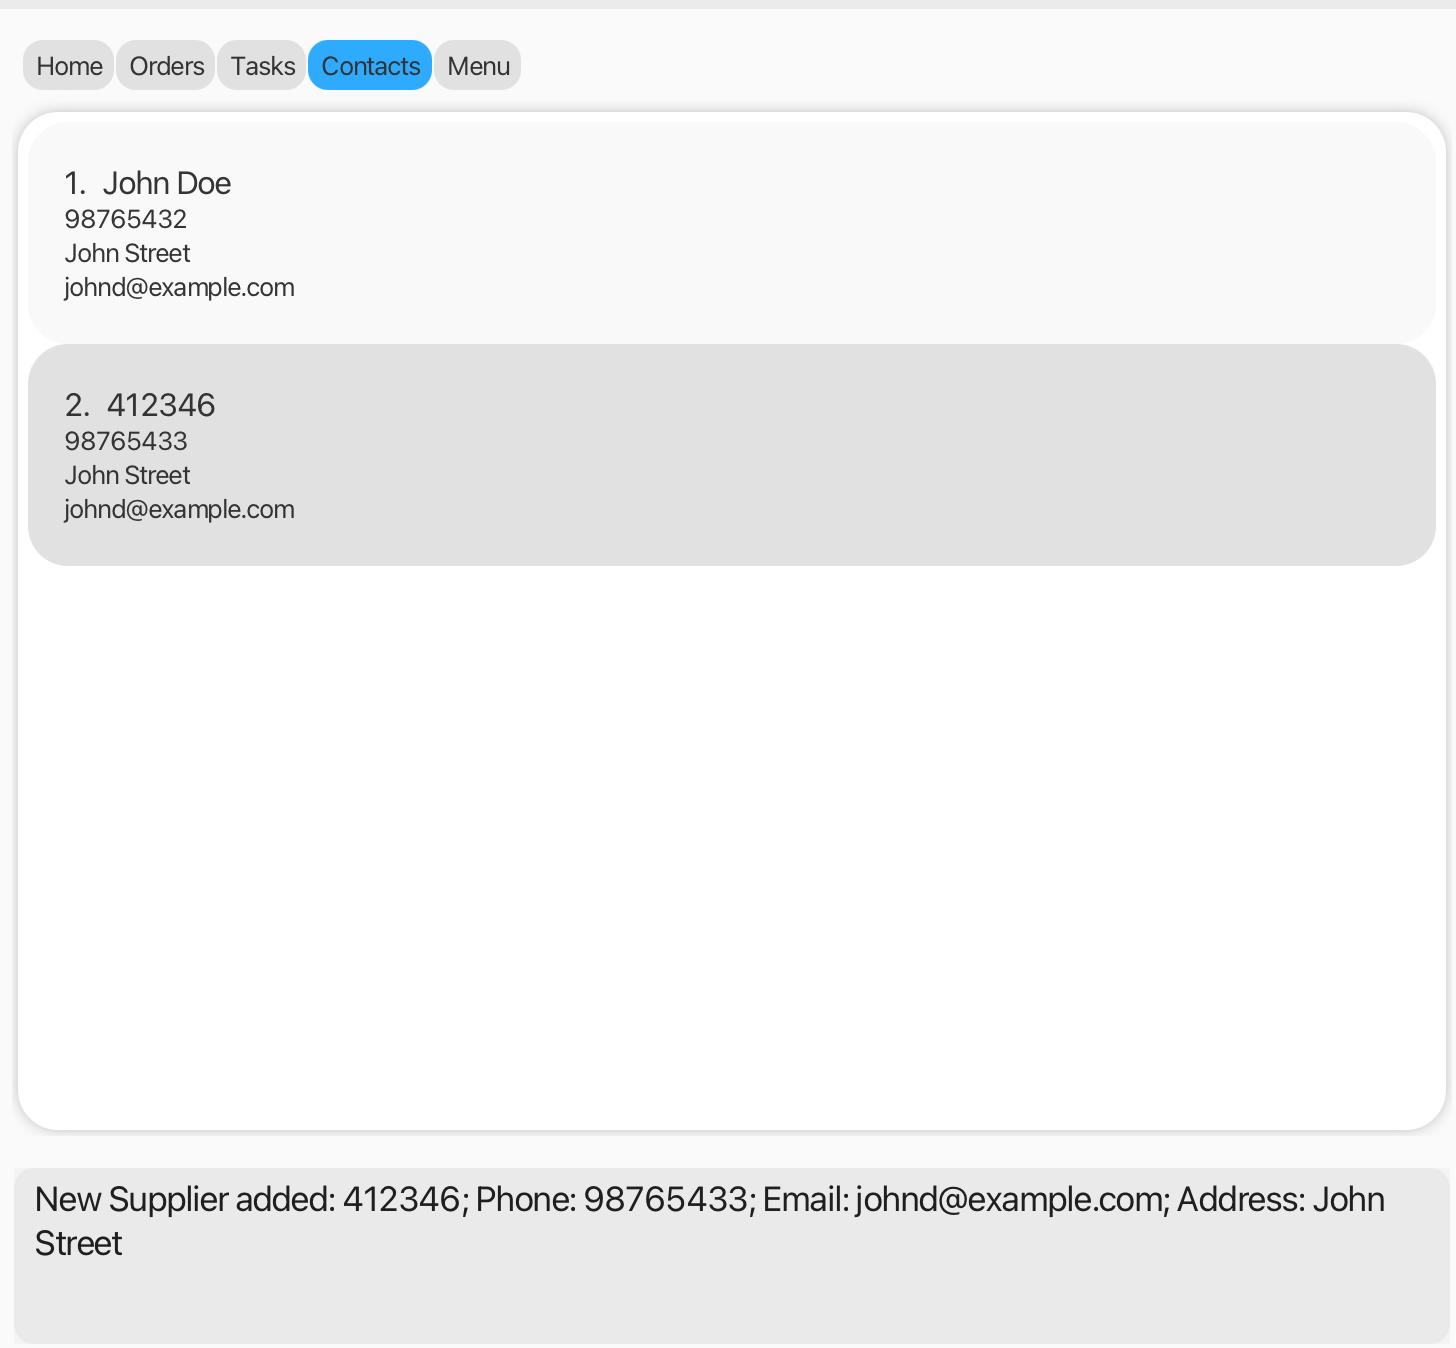 Home Orders Tasks Contacts Menu
1. John Doe
98765432
John Street
johnd@example.com
2. 412346
98765433
John Street
johnd@example.com
New Supplier added: 412346; Phone: 98765433; Email: johnd@example.com; Address: John
Street